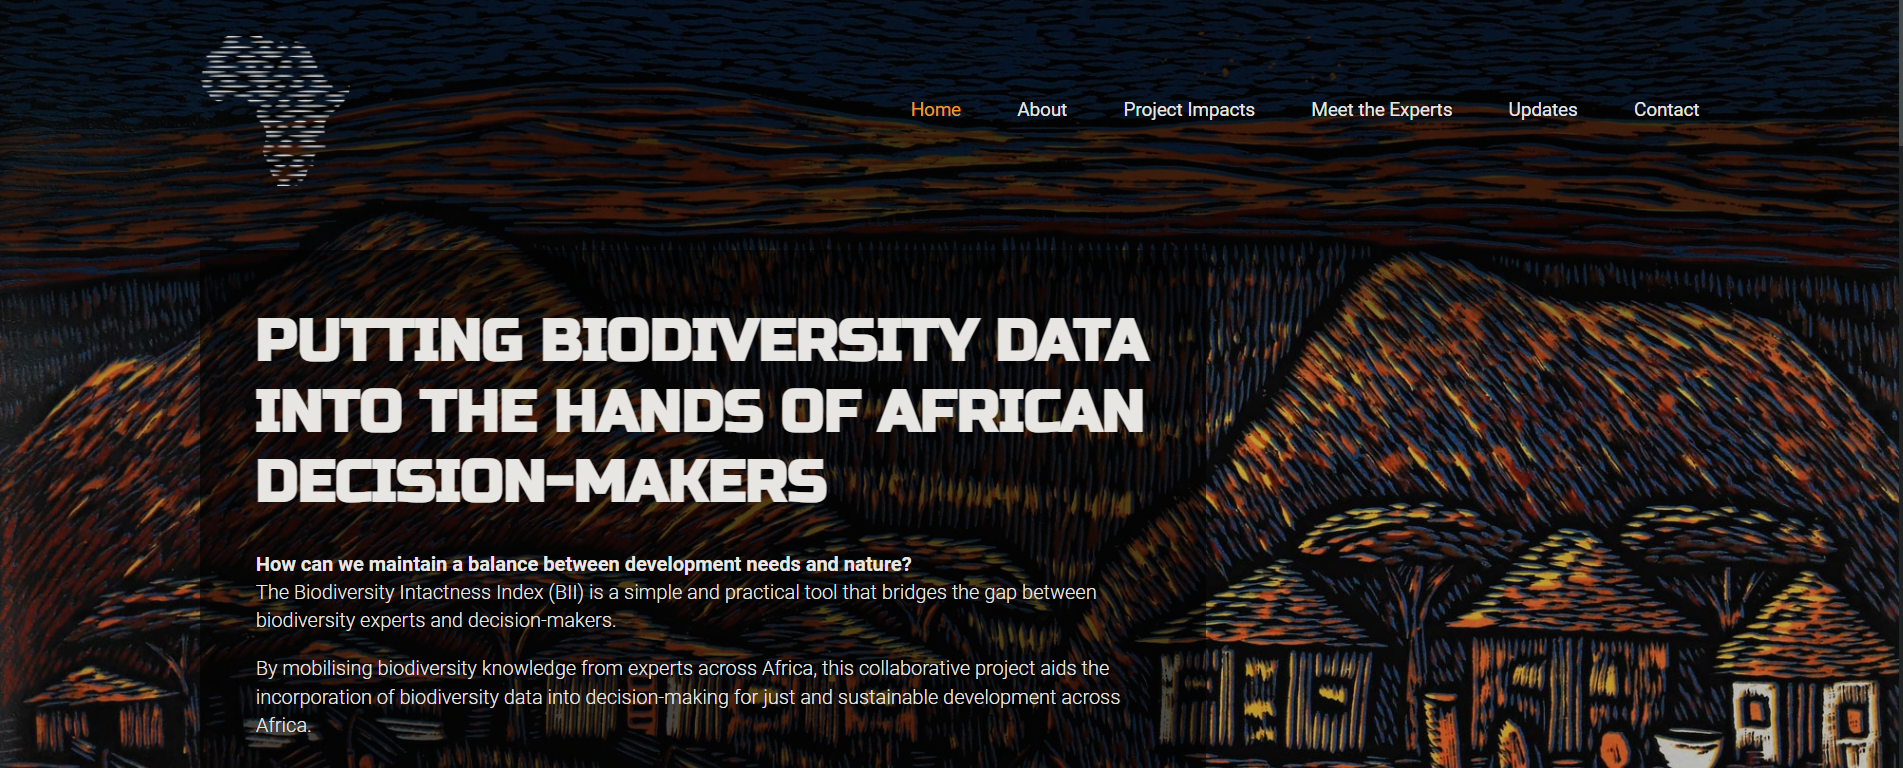 Home About Project Impacts Meet the Experts Updates Contact
PUTTING BIODIVERSITY DATA
INTO THE HANDS OF AFRICAN
DECISION-MAKERS
How can we maintain a balance between development needs and nature?
The Biodiversity Intactness Index (BII) is a simple and practical tool that bridges the gap between
biodiversity experts and decision-makers.
By mobilising biodiversity knowledge from experts across Africa, this collaborative project aids the
incorporation of biodiversity data into decision-making for just and sustainable development across
Africa.